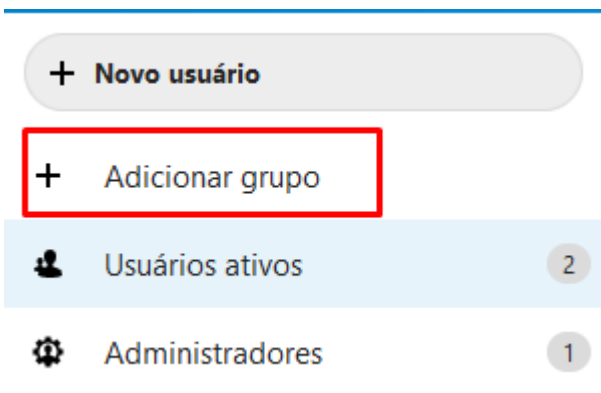 + Novo usuário
+ Adicionar grupo
Usuários ativos 2
Administradores 1